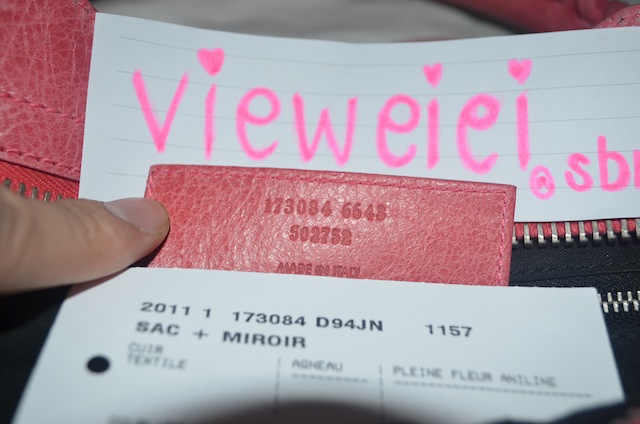 vieweiei
@sbr
173084 6643
502752
MADE IN ITALY
2011 1 173084 D94JN 1157
SAC + MIROIR
CUIR AGNEAU PLEINE FLEUR ANILINE
TEXTILE